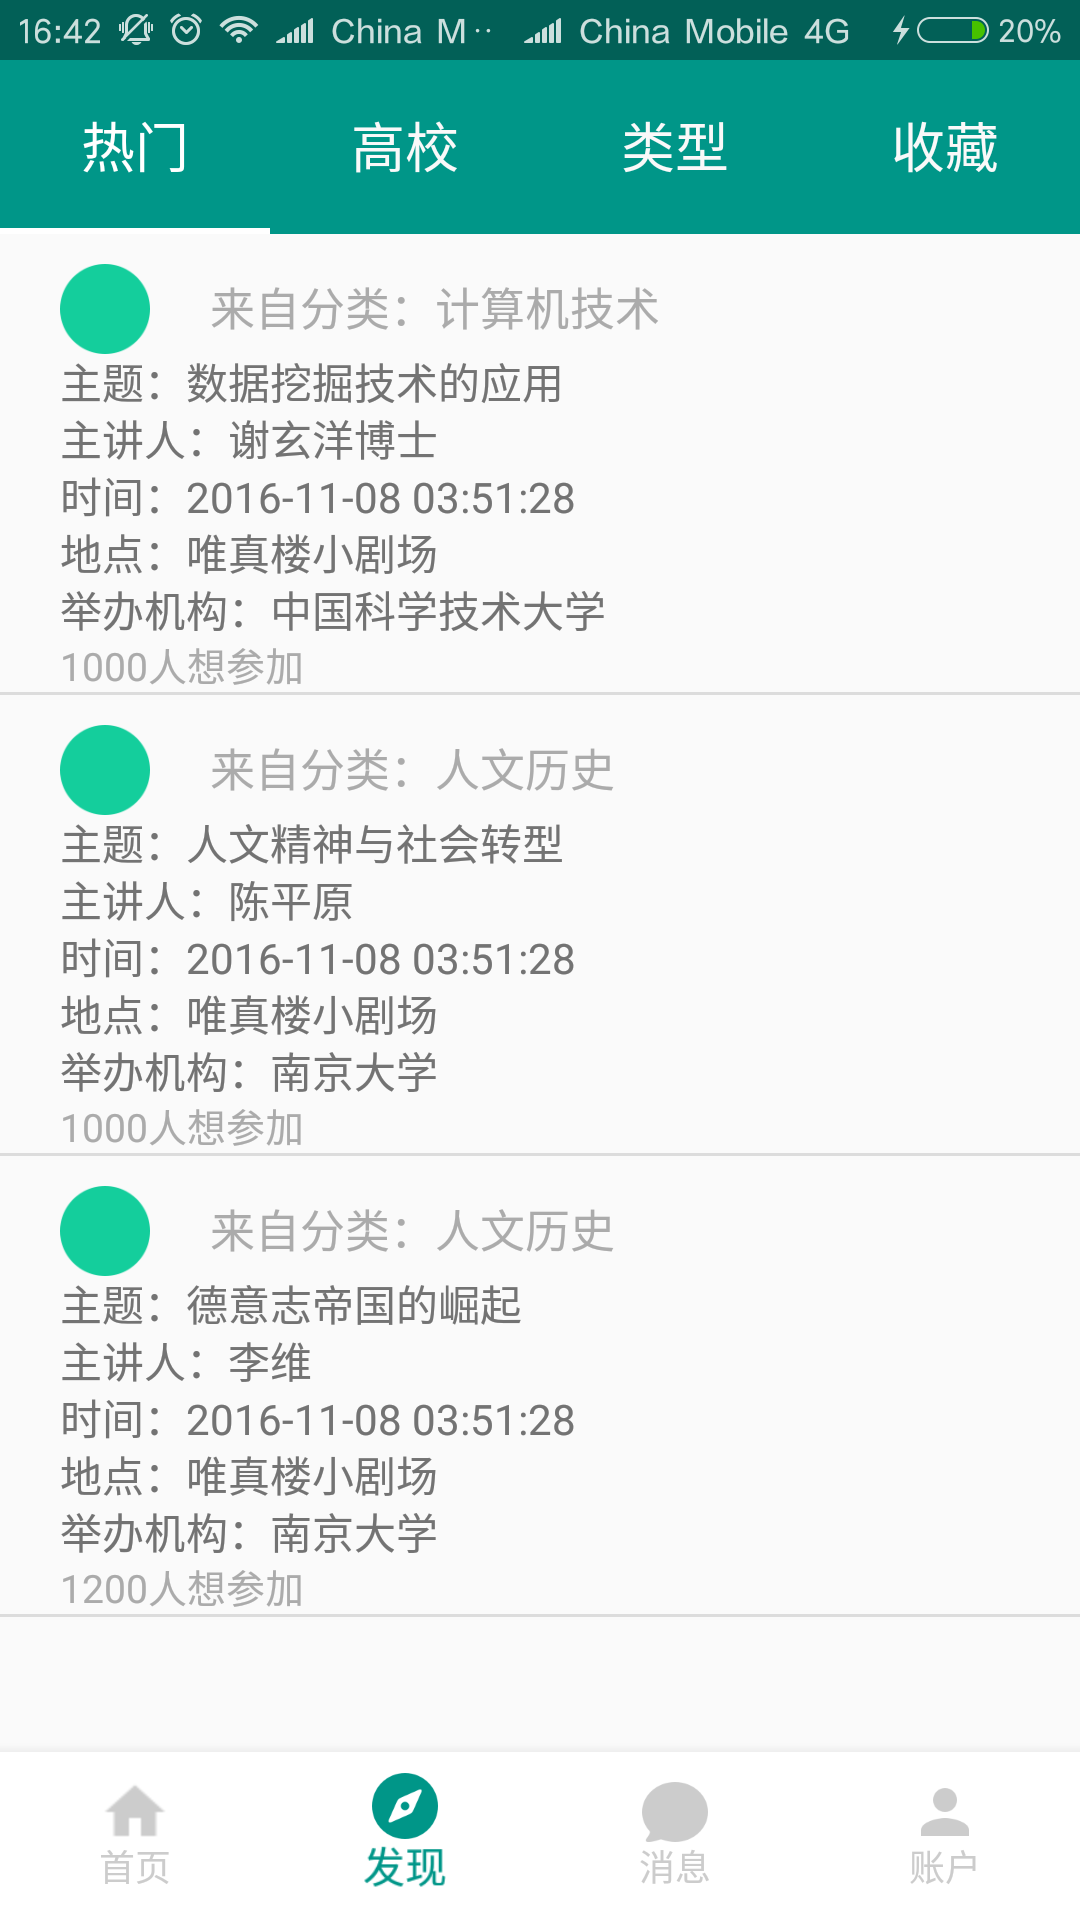 16:42 China M·· China Mobile 4G 20%
热门 高校 类型 收藏
来自分类：计算机技术
主题：数据挖掘技术的应用
主讲人：谢玄洋博士
时间：2016-11-08 03:51:28
地点：唯真楼小剧场
举办机构：中国科学技术大学
1000人想参加
来自分类：人文历史
主题：人文精神与社会转型
主讲人：陈平原
时间：2016-11-08 03:51:28
地点：唯真楼小剧场
举办机构：南京大学
1000人想参加
来自分类：人文历史
主题：德意志帝国的崛起
主讲人：李维
时间：2016-11-08 03:51:28
地点：唯真楼小剧场
举办机构：南京大学
1200人想参加
首页 发现 消息 账户